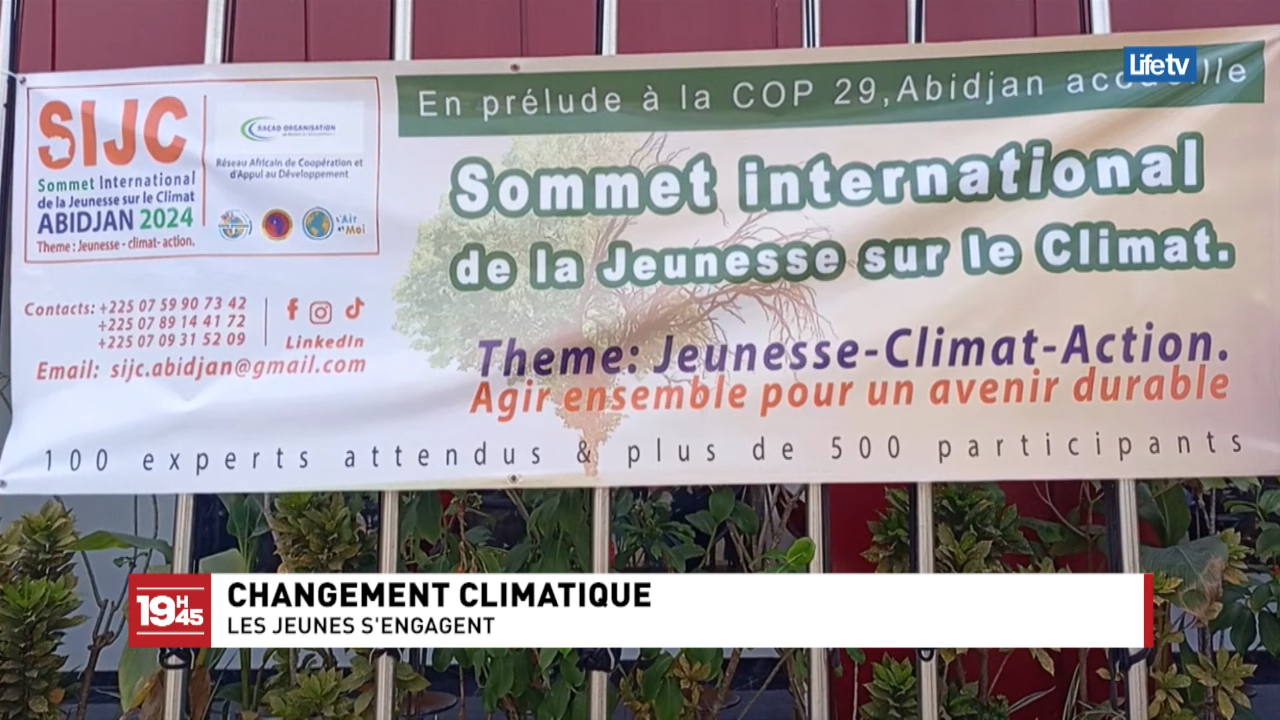 Life tv
En prélude à la COP 29, Abidjan
SIJC
Sommet International
de la Jeunesse sur le Climat
ABIDJAN 2024
Theme : Jeunesse - climat- action.
RACAD ORGANISATION
Réseau Africain de Coopération et
d'Appui au Développement
L'Air et Moi
Sommet international
de la Jeunesse sur le Climat.
Theme: Jeunesse-Climat-Action.
Agir ensemble pour un avenir durable
Contacts: +225 07 59 90 73 42
+225 07 89 14 41 72
+225 07 09 31 52 09
LinkedIn
Email: sijc.abidjan@gmail.com
100 experts attendus & plus de 500 participants
19H45
CHANGEMENT CLIMATIQUE
LES JEUNES S'ENGAGENT